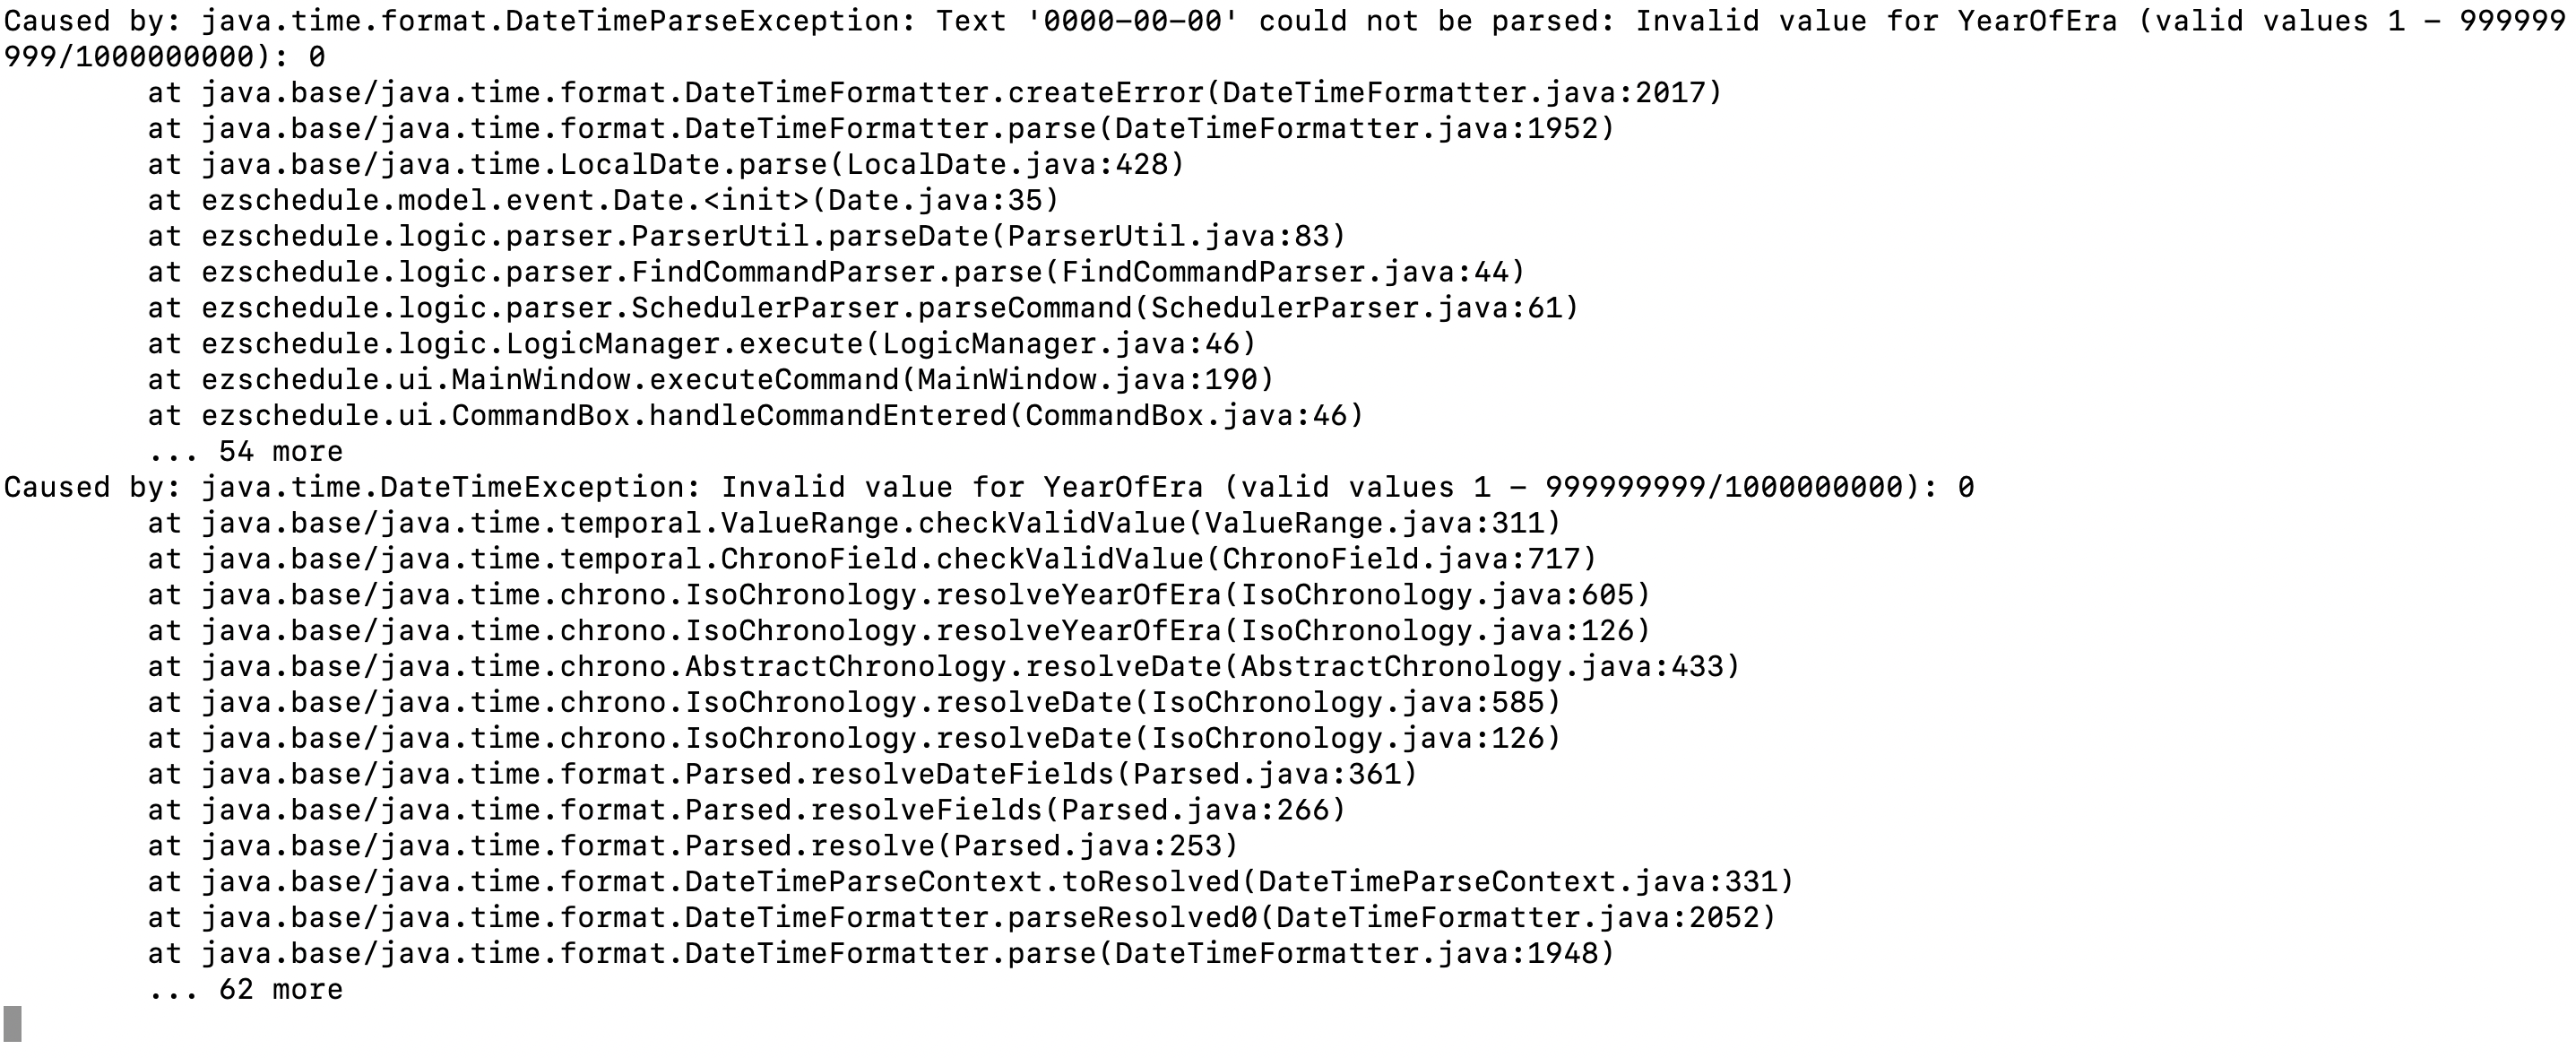 Caused by: java.time.format.DateTimeParseException: Text '0000-00-00' could not be parsed: Invalid value for YearOfEra (valid values 1 - 999999
999/1000000000): 0
        at java.base/java.time.format.DateTimeFormatter.createError(DateTimeFormatter.java:2017)
        at java.base/java.time.format.DateTimeFormatter.parse(DateTimeFormatter.java:1952)
        at java.base/java.time.LocalDate.parse(LocalDate.java:428)
        at ezschedule.model.event.Date.<init>(Date.java:35)
        at ezschedule.logic.parser.ParserUtil.parseDate(ParserUtil.java:83)
        at ezschedule.logic.parser.FindCommandParser.parse(FindCommandParser.java:44)
        at ezschedule.logic.parser.SchedulerParser.parseCommand(SchedulerParser.java:61)
        at ezschedule.logic.LogicManager.execute(LogicManager.java:46)
        at ezschedule.ui.MainWindow.executeCommand(MainWindow.java:190)
        at ezschedule.ui.CommandBox.handleCommandEntered(CommandBox.java:46)
        ... 54 more
Caused by: java.time.DateTimeException: Invalid value for YearOfEra (valid values 1 - 999999999/1000000000): 0
        at java.base/java.time.temporal.ValueRange.checkValidValue(ValueRange.java:311)
        at java.base/java.time.temporal.ChronoField.checkValidValue(ChronoField.java:717)
        at java.base/java.time.chrono.IsoChronology.resolveYearOfEra(IsoChronology.java:605)
        at java.base/java.time.chrono.IsoChronology.resolveYearOfEra(IsoChronology.java:126)
        at java.base/java.time.chrono.AbstractChronology.resolveDate(AbstractChronology.java:433)
        at java.base/java.time.chrono.IsoChronology.resolveDate(IsoChronology.java:585)
        at java.base/java.time.chrono.IsoChronology.resolveDate(IsoChronology.java:126)
        at java.base/java.time.format.Parsed.resolveDateFields(Parsed.java:361)
        at java.base/java.time.format.Parsed.resolveFields(Parsed.java:266)
        at java.base/java.time.format.Parsed.resolve(Parsed.java:253)
        at java.base/java.time.format.DateTimeParseContext.toResolved(DateTimeParseContext.java:331)
        at java.base/java.time.format.DateTimeFormatter.parseResolved0(DateTimeFormatter.java:2052)
        at java.base/java.time.format.DateTimeFormatter.parse(DateTimeFormatter.java:1948)
        ... 62 more